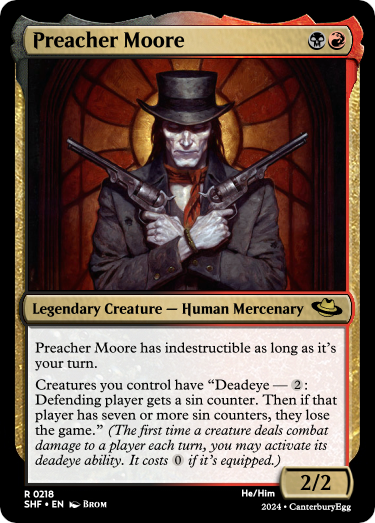 Preacher Moore
Legendary Creature — Human Mercenary
Preacher Moore has indestructible as long as it's
your turn.
Creatures you control have “Deadeye — 2:
Defending player gets a sin counter. Then if that
player has seven or more sin counters, they lose
the game.” (The first time a creature deals combat
damage to a player each turn, you may activate its
deadeye ability. It costs 0 if it's equipped.)
2/2
R 0218
SHF • EN BROM
He/Him
2024 • CanterburyEgg